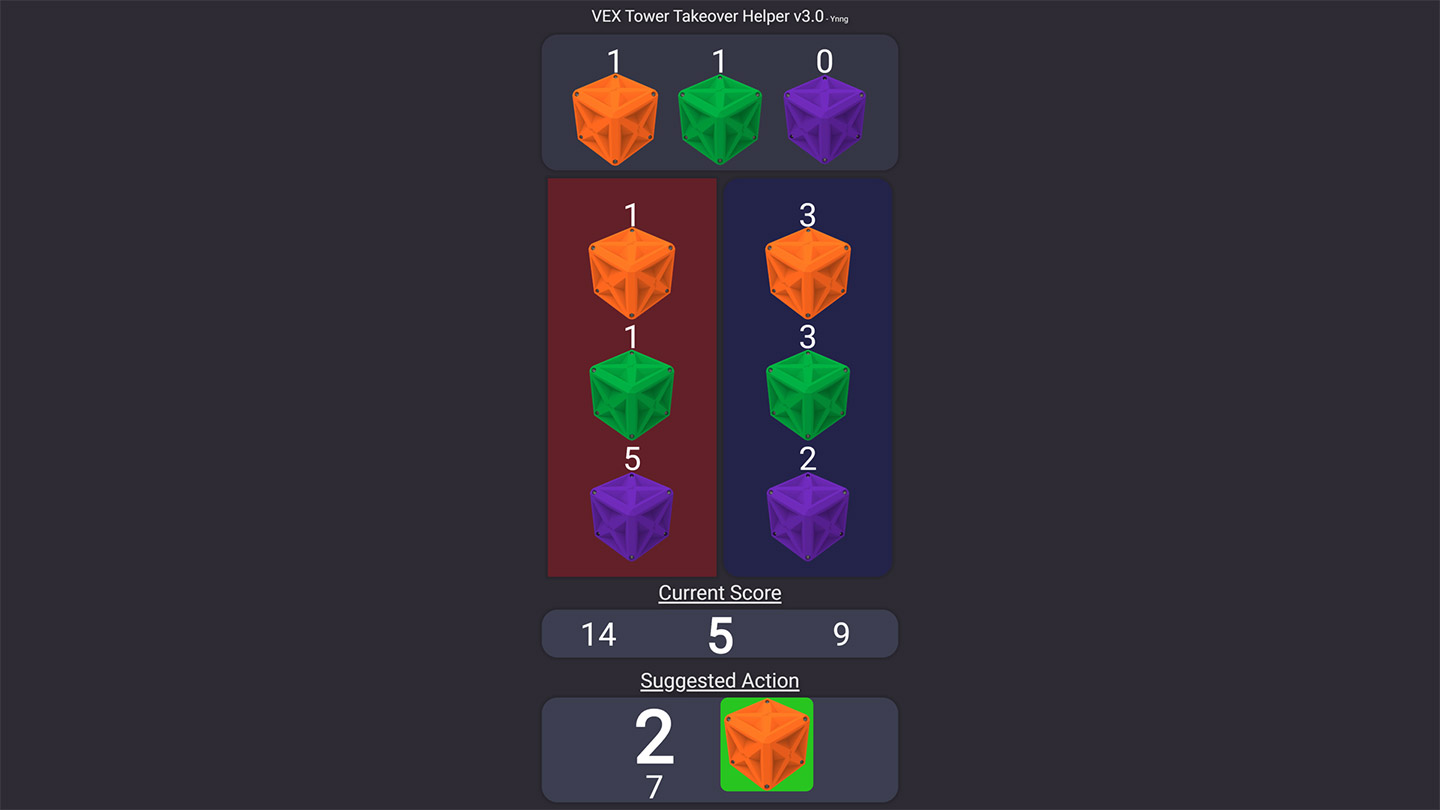 VEX Tower Takeover Helper v3.0 - Ynng
1 1 0
1 3
1 3
5 2
Current Score
14 5 9
Suggested Action
2
7